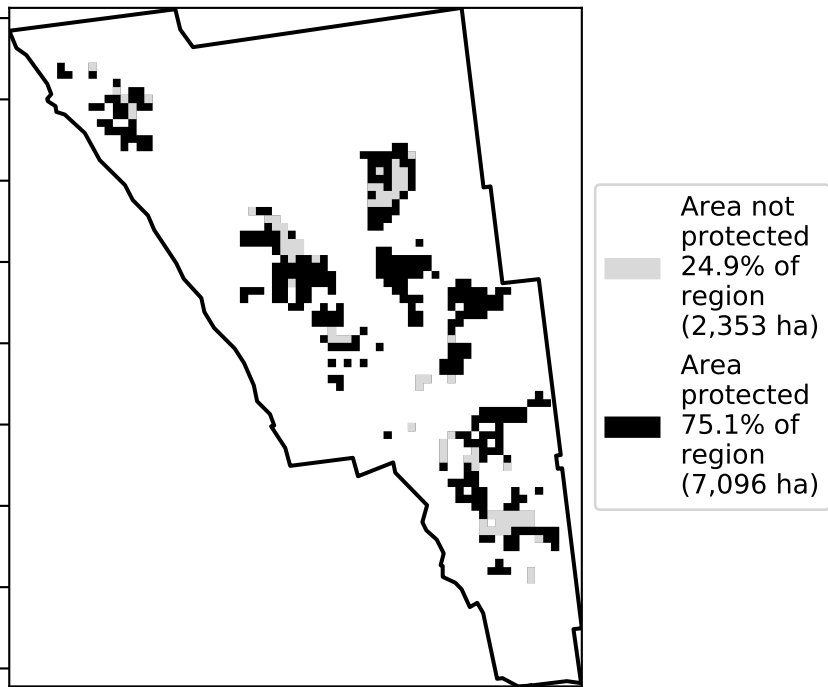 Area not
protected
24.9% of
region
(2,353 ha)
Area
protected
75.1% of
region
(7,096 ha)